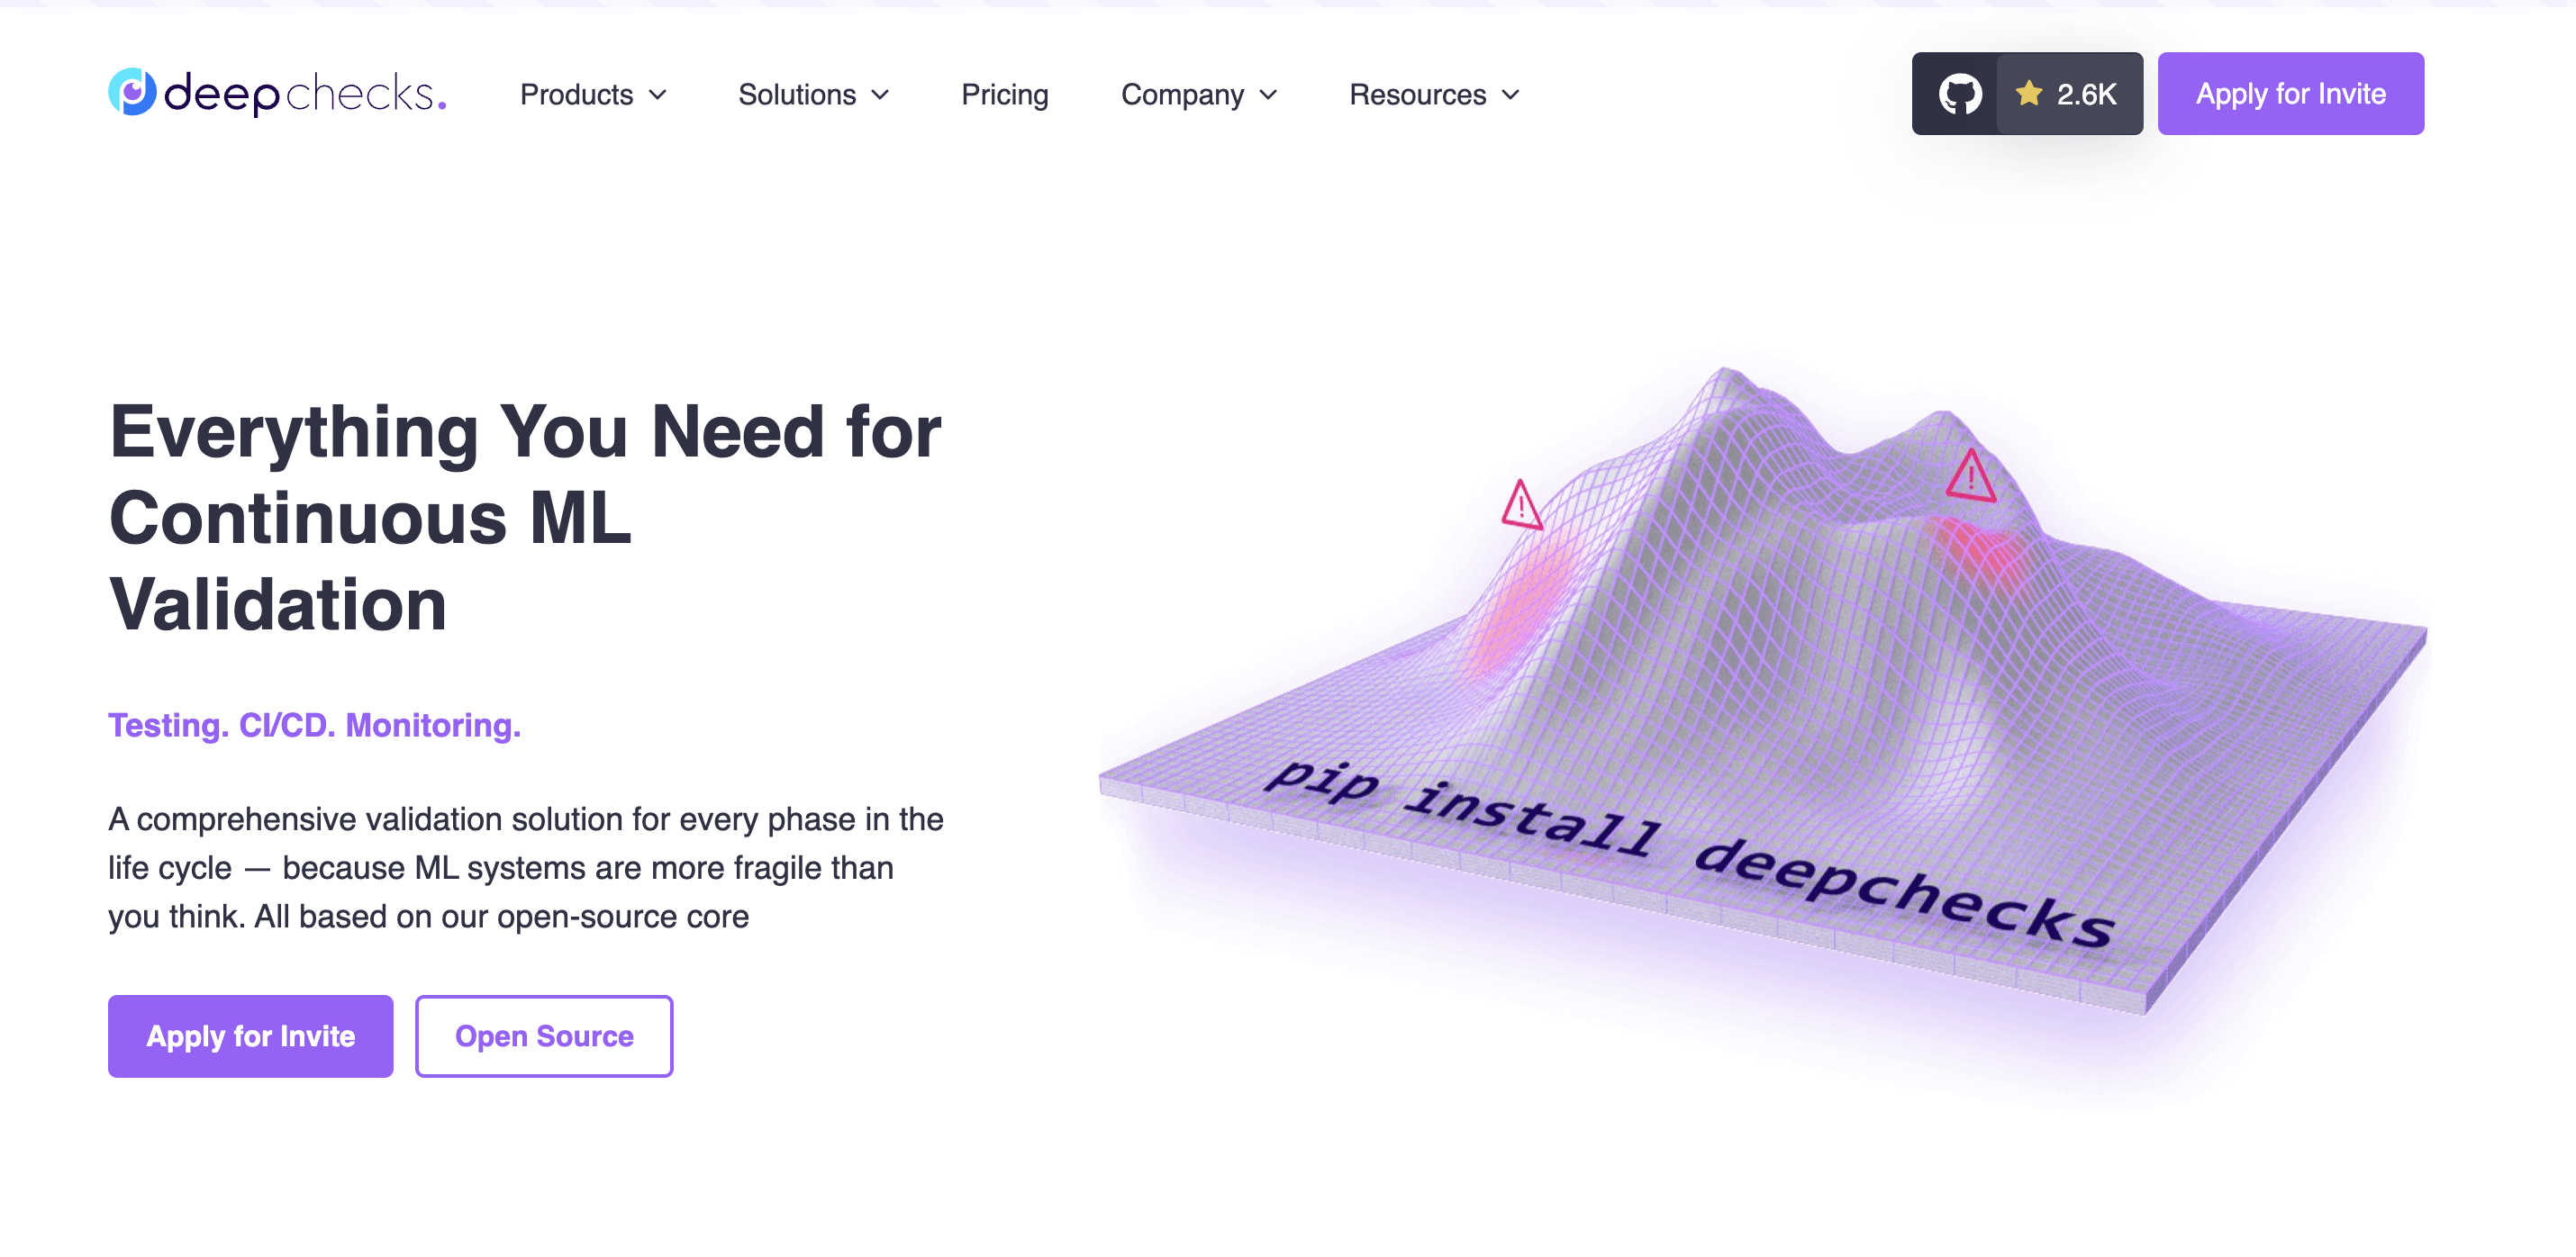 deepchecks.
Products
Solutions
Pricing
Company
Resources
2.6K
Apply for Invite
Everything You Need for
Continuous ML
Validation
Testing. CI/CD. Monitoring.
A comprehensive validation solution for every phase in the
life cycle — because ML systems are more fragile than
you think. All based on our open-source core
Apply for Invite
Open Source
!
!
pip install deepchecks